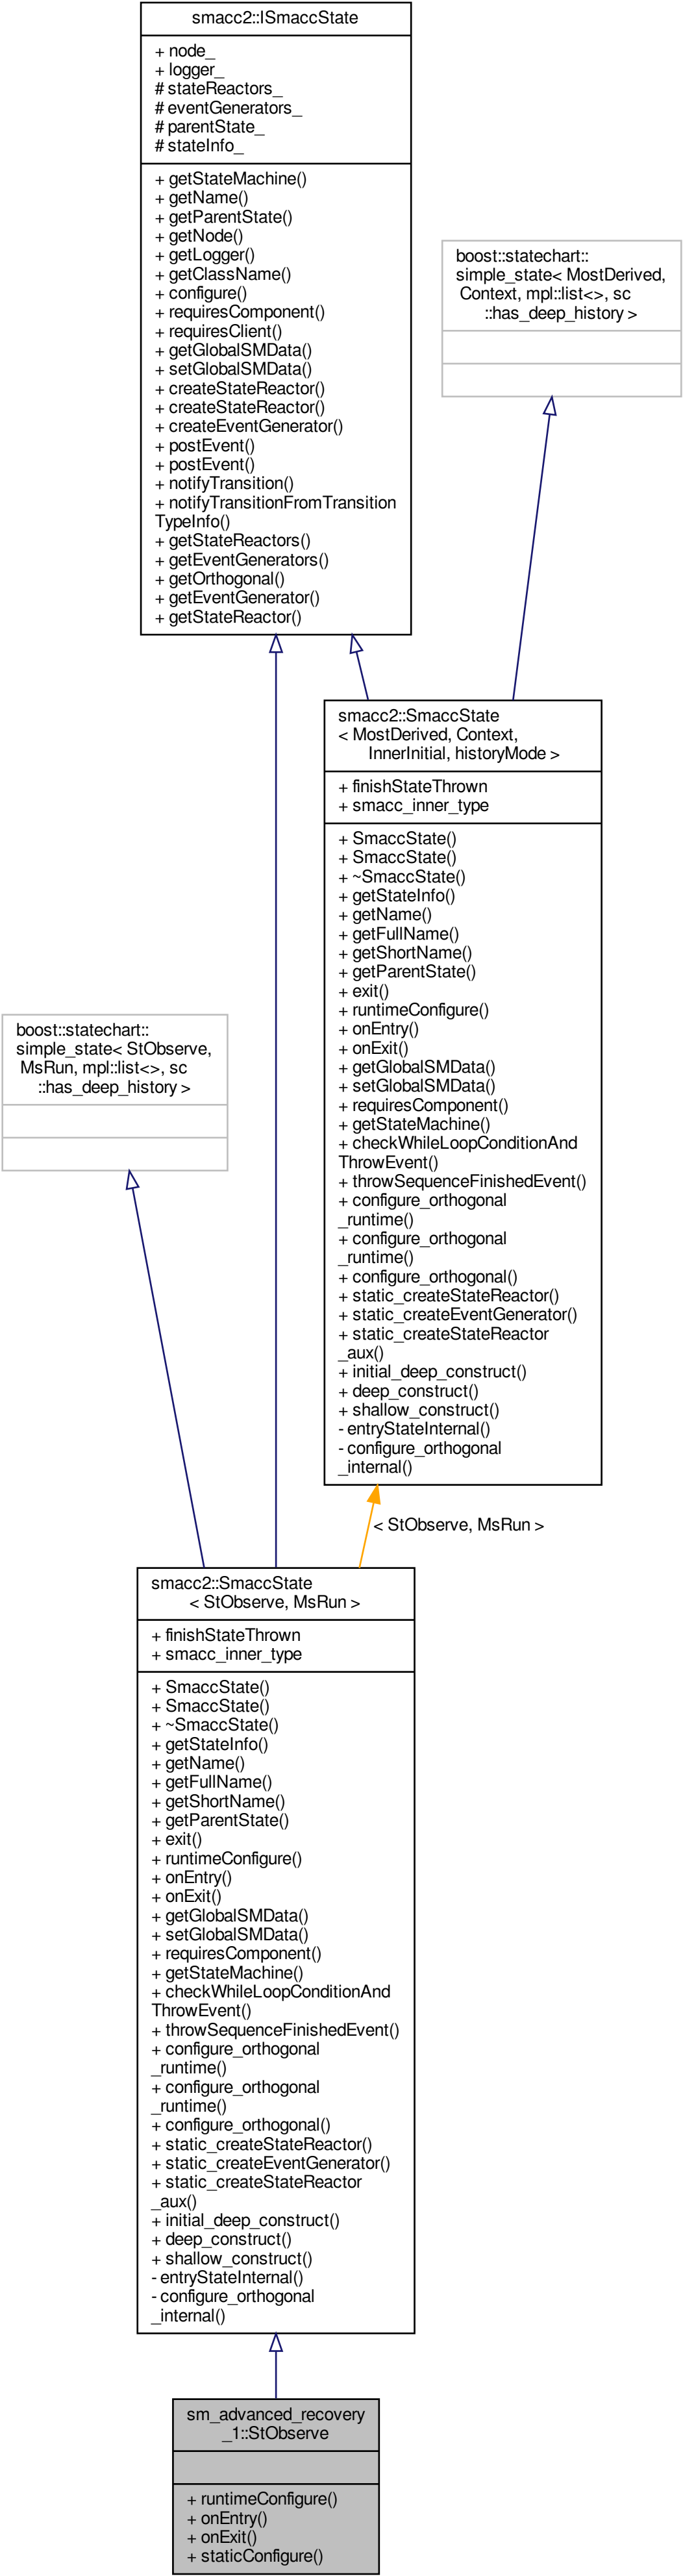 smacc2::ISmaccState
+ node_
+ logger_
# stateReactors_
# eventGenerators_
# parentState_
# stateInfo_
+ getStateMachine()
+ getName()
+ getParentState()
+ getNode()
+ getLogger()
+ getClassName()
+ configure()
+ requiresComponent()
+ requiresClient()
+ getGlobalSMData()
+ setGlobalSMData()
+ createStateReactor()
+ createStateReactor()
+ createEventGenerator()
+ postEvent()
+ postEvent()
+ notifyTransition()
+ notifyTransitionFromTransition
TypeInfo()
+ getStateReactors()
+ getEventGenerators()
+ getOrthogonal()
+ getEventGenerator()
+ getStateReactor()
boost::statechart::
simple_state< MostDerived,
Context, mpl::list<>, sc
::has_deep_history >
smacc2::SmaccState
< MostDerived, Context,
InnerInitial, historyMode >
+ finishStateThrown
+ smacc_inner_type
+ SmaccState()
+ SmaccState()
+ ~SmaccState()
+ getStateInfo()
+ getName()
+ getFullName()
+ getShortName()
+ getParentState()
+ exit()
+ runtimeConfigure()
+ onEntry()
+ onExit()
+ getGlobalSMData()
+ setGlobalSMData()
+ requiresComponent()
+ getStateMachine()
+ checkWhileLoopConditionAnd
ThrowEvent()
+ throwSequenceFinishedEvent()
+ configure_orthogonal
_runtime()
+ configure_orthogonal
_runtime()
+ configure_orthogonal()
+ static_createStateReactor()
+ static_createEventGenerator()
+ static_createStateReactor
_aux()
+ initial_deep_construct()
+ deep_construct()
+ shallow_construct()
- entryStateInternal()
- configure_orthogonal
_internal()
boost::statechart::
simple_state< StObserve,
MsRun, mpl::list<>, sc
::has_deep_history >
< StObserve, MsRun >
smacc2::SmaccState
< StObserve, MsRun >
+ finishStateThrown
+ smacc_inner_type
+ SmaccState()
+ SmaccState()
+ ~SmaccState()
+ getStateInfo()
+ getName()
+ getFullName()
+ getShortName()
+ getParentState()
+ exit()
+ runtimeConfigure()
+ onEntry()
+ onExit()
+ getGlobalSMData()
+ setGlobalSMData()
+ requiresComponent()
+ getStateMachine()
+ checkWhileLoopConditionAnd
ThrowEvent()
+ throwSequenceFinishedEvent()
+ configure_orthogonal
_runtime()
+ configure_orthogonal
_runtime()
+ configure_orthogonal()
+ static_createStateReactor()
+ static_createEventGenerator()
+ static_createStateReactor
_aux()
+ initial_deep_construct()
+ deep_construct()
+ shallow_construct()
- entryStateInternal()
- configure_orthogonal
_internal()
sm_advanced_recovery
_1::StObserve
+ runtimeConfigure()
+ onEntry()
+ onExit()
+ staticConfigure()